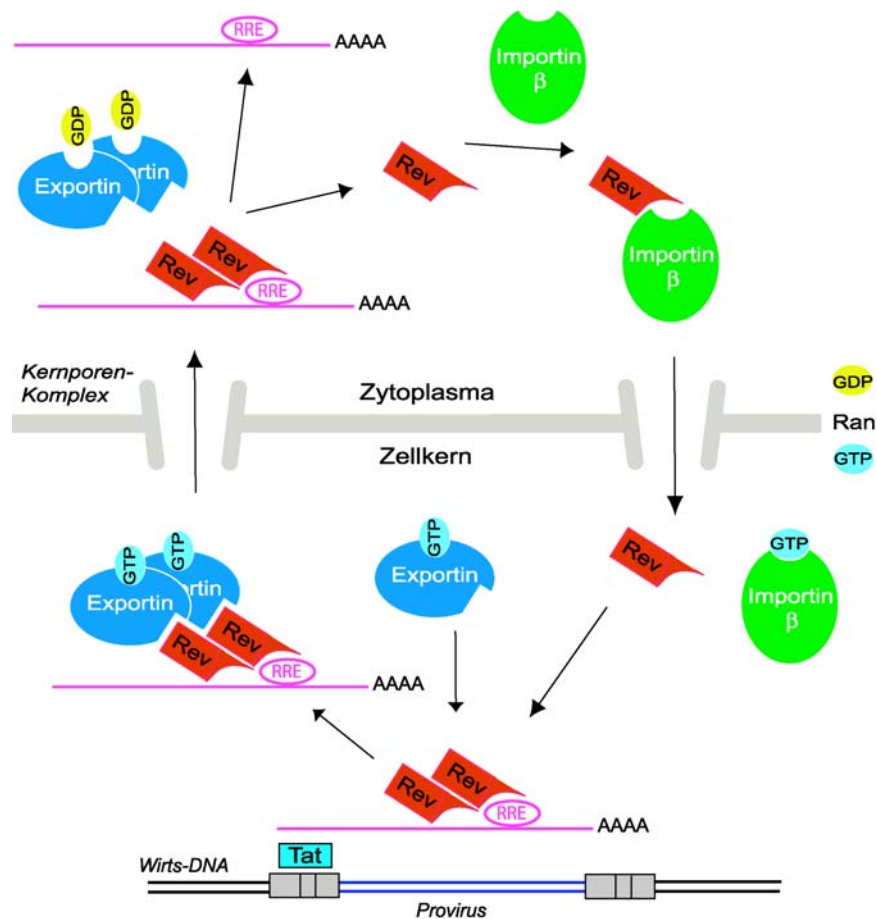 RRE
AAAA
Importin
β
GDP
GDP
Exportin
ortin
Rev
Rev
Rev
Rev
RRE
AAAA
Importin
β
Kernporen-
Komplex
Zytoplasma
Zellkern
GDP
Ran
GTP
GTP
GTP
Exportin
ortin
GTP
Exportin
Rev
GTP
Importin
β
Rev
Rev
RRE
AAAA
Rev
Rev
RRE
AAAA
Tat
Wirts-DNA
Provirus